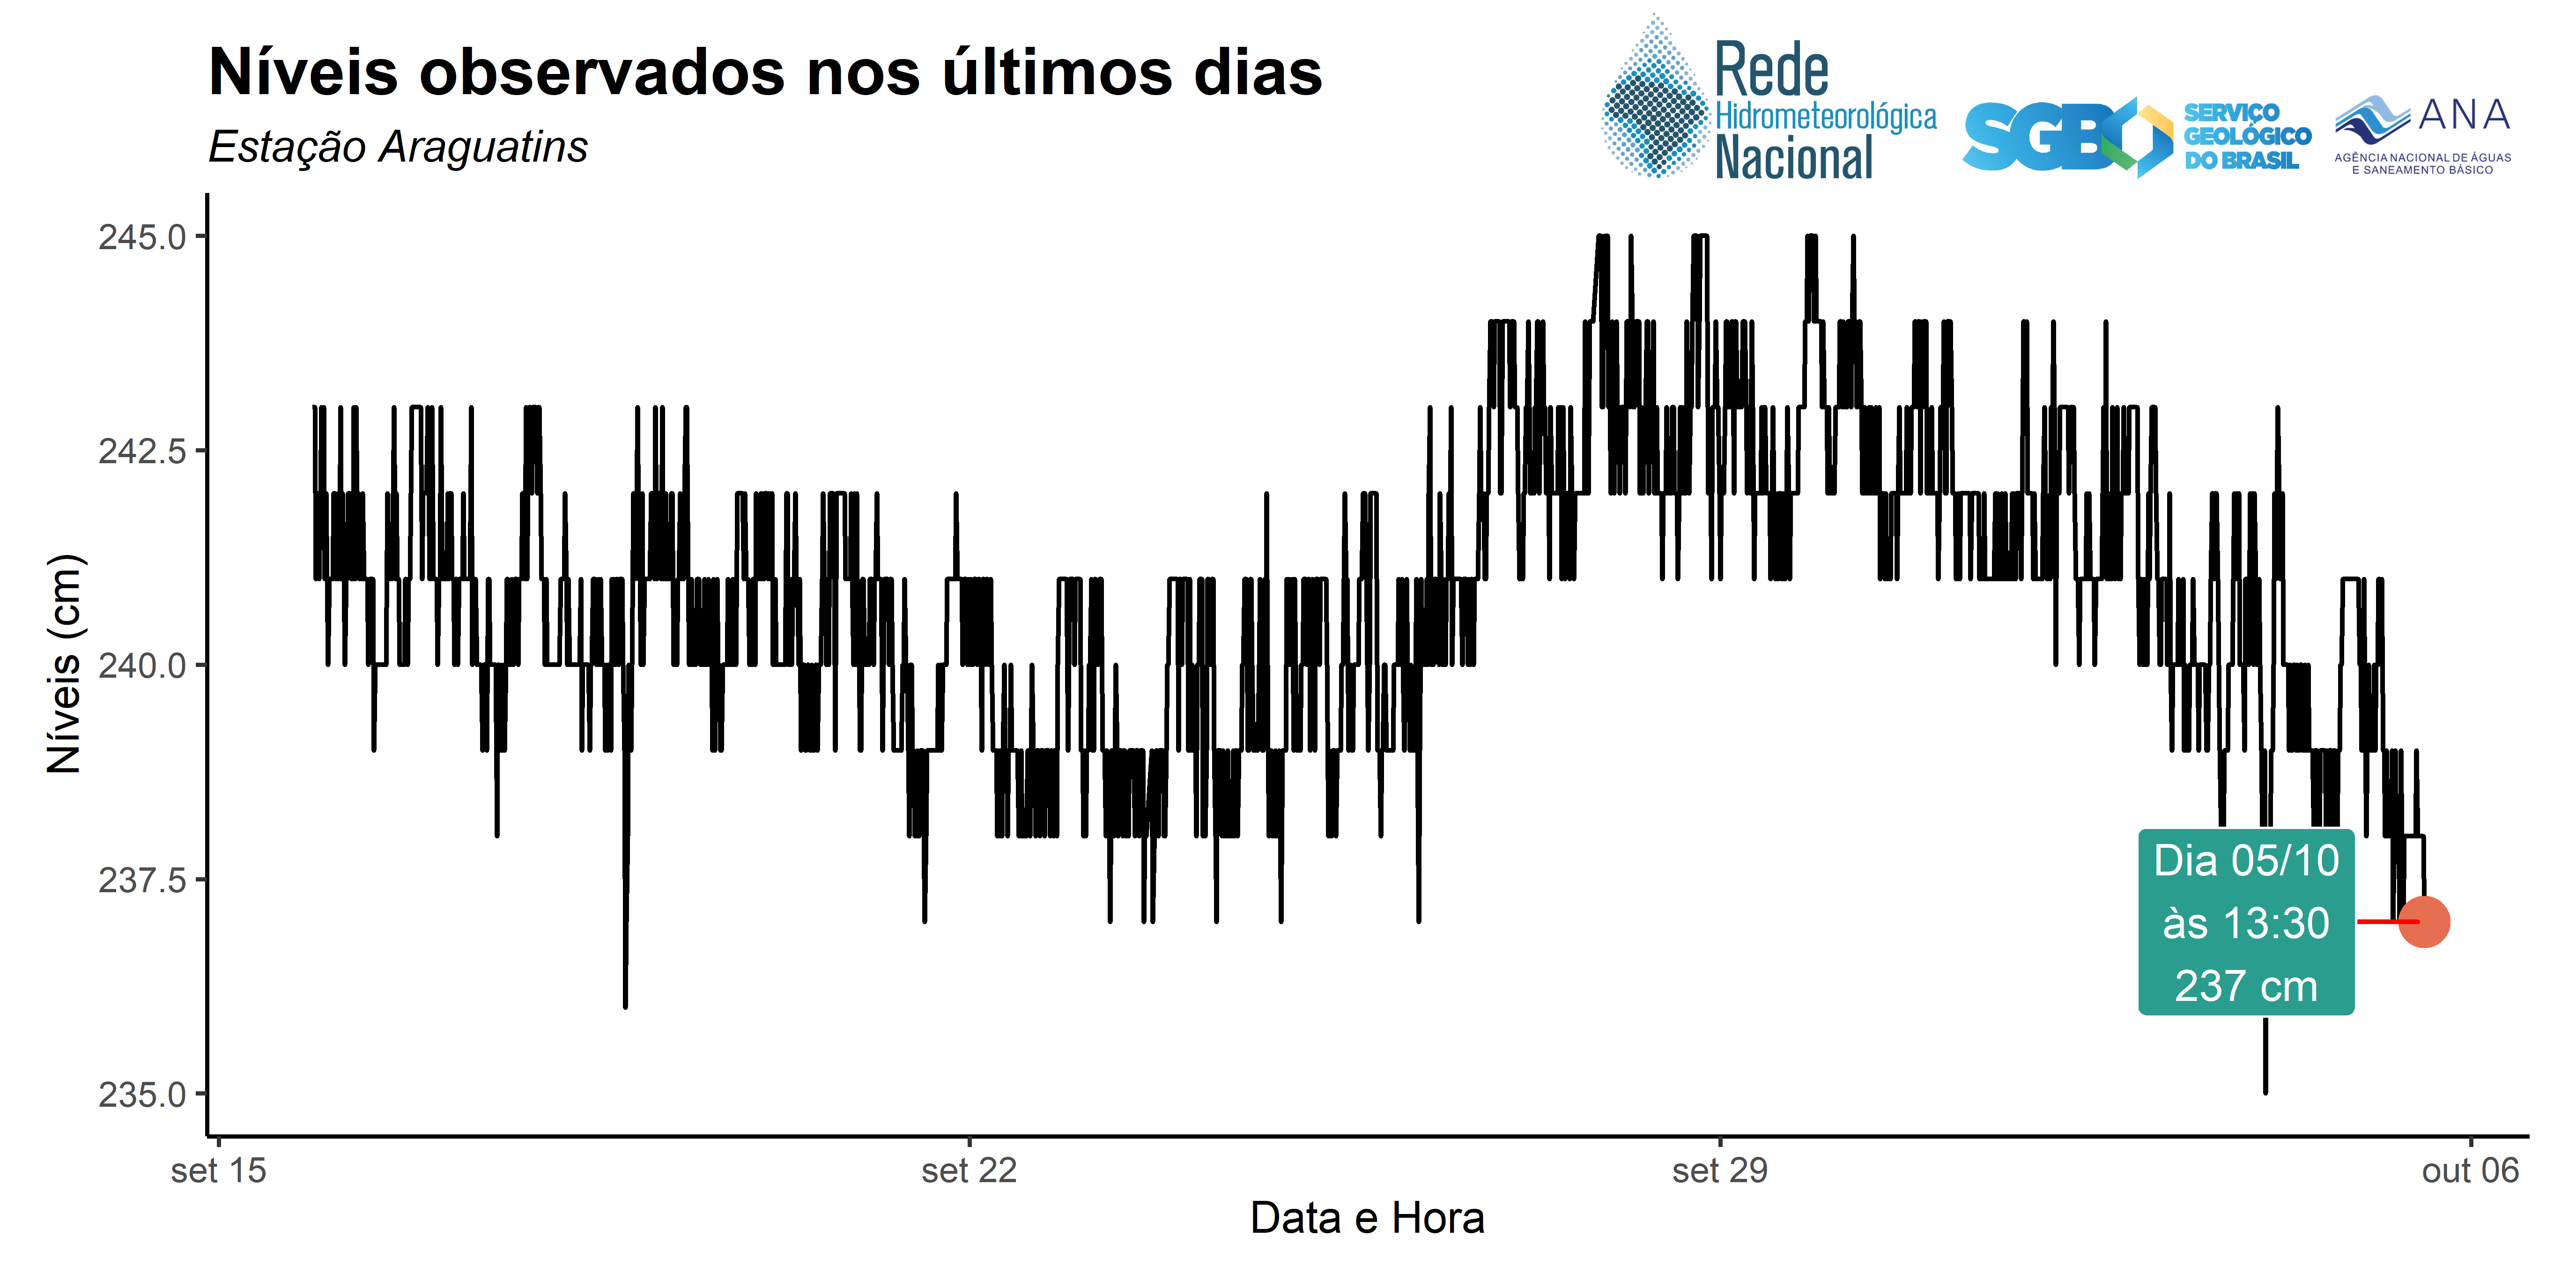 Níveis observados nos últimos dias
Estação Araguatins
Rede
Hidrometeorológica
Nacional
SGB
SERVIÇO
GEOLÓGICO
DO BRASIL
ANA
AGÊNCIA NACIONAL DE ÁGUAS
E SANEAMENTO BÁSICO
Níveis (cm)
245.0
242.5
240.0
237.5
235.0
Dia 05/10
às 13:30
237 cm
set 15
set 22
set 29
out 06
Data e Hora